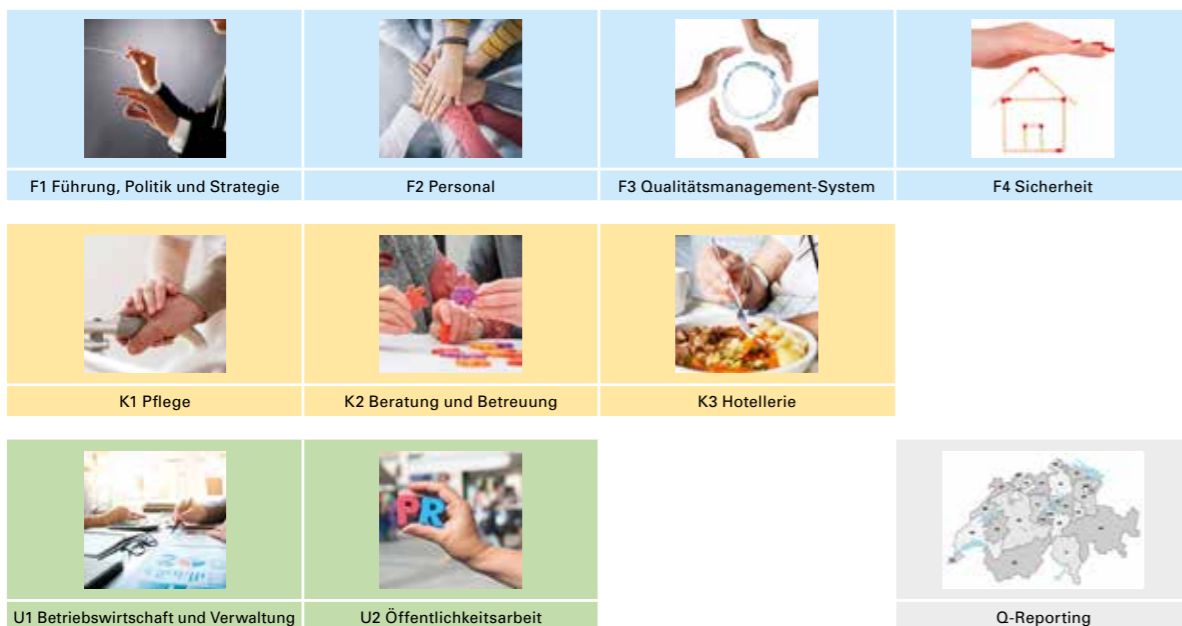 F1 Führung, Politik und Strategie
F2 Personal
F3 Qualitätsmanagement-System
F4 Sicherheit
K1 Pflege
K2 Beratung und Betreuung
K3 Hotellerie
PR
U1 Betriebswirtschaft und Verwaltung
U2 Öffentlichkeitsarbeit
Q-Reporting